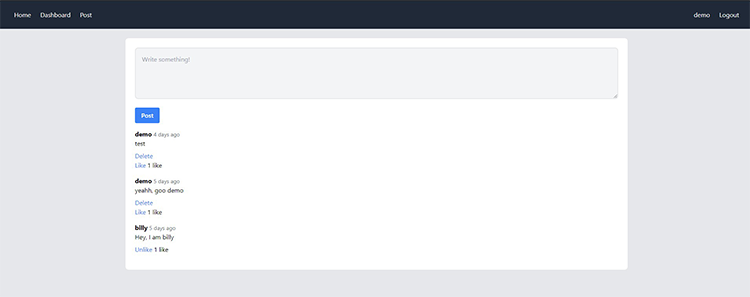 Home Dashboard Post demo Logout
Write something!
Post
demo 4 days ago
test
Delete
Like 1 like
demo 5 days ago
yeahh, goo demo
Delete
Like 1 like
billy 5 days ago
Hey, I am billy
Unlike 1 like